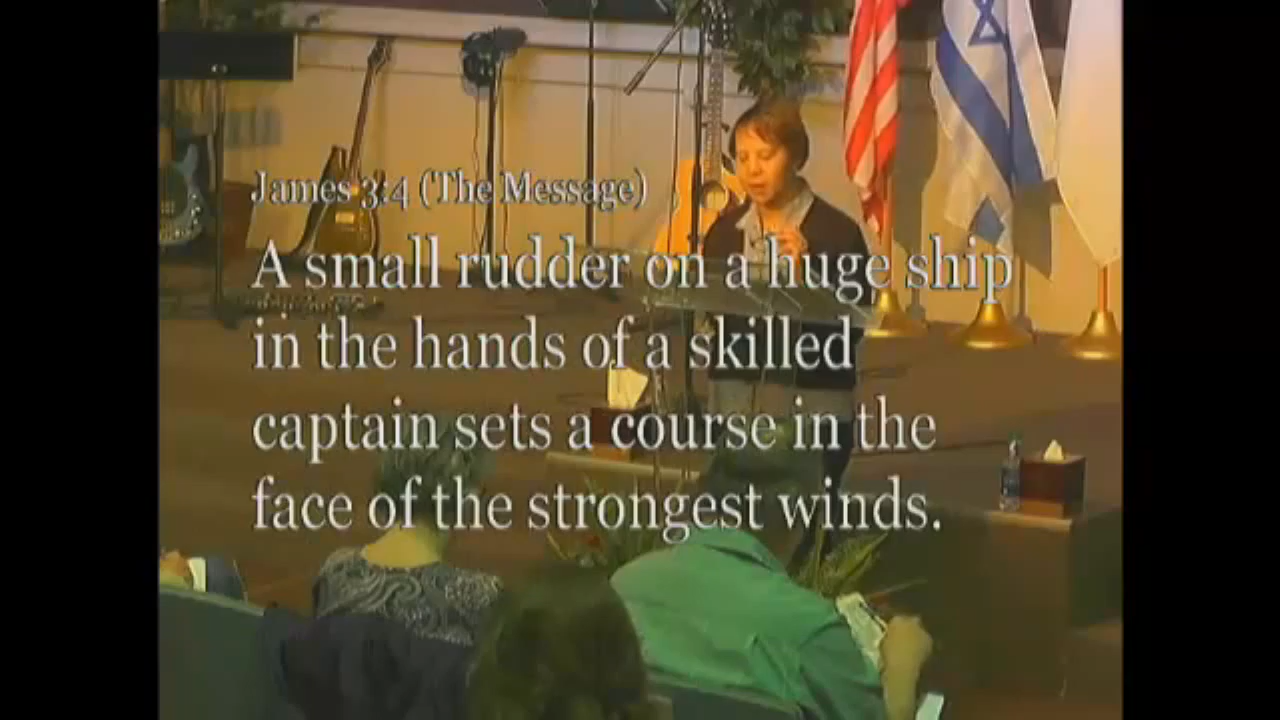 James 3:4 (The Message)
A small rudder on a huge ship
in the hands of a skilled
captain sets a course in the
face of the strongest winds.